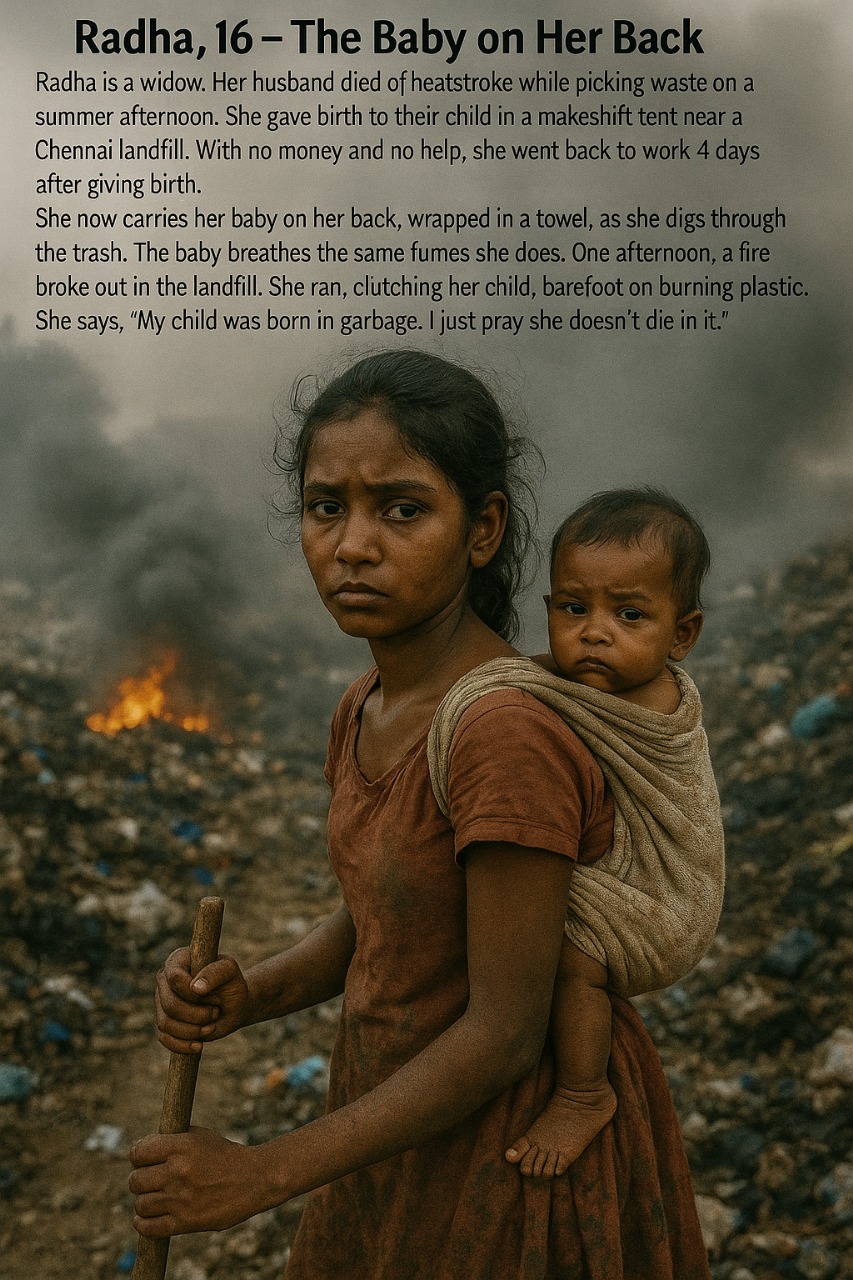 Radha, 16 – The Baby on Her Back
Radha is a widow. Her husband died of heatstroke while picking waste on a
summer afternoon. She gave birth to their child in a makeshift tent near a
Chennai landfill. With no money and no help, she went back to work 4 days
after giving birth.
She now carries her baby on her back, wrapped in a towel, as she digs through
the trash. The baby breathes the same fumes she does. One afternoon, a fire
broke out in the landfill. She ran, clutching her child, barefoot on burning plastic.
She says, “My child was born in garbage. I just pray she doesn’t die in it.”